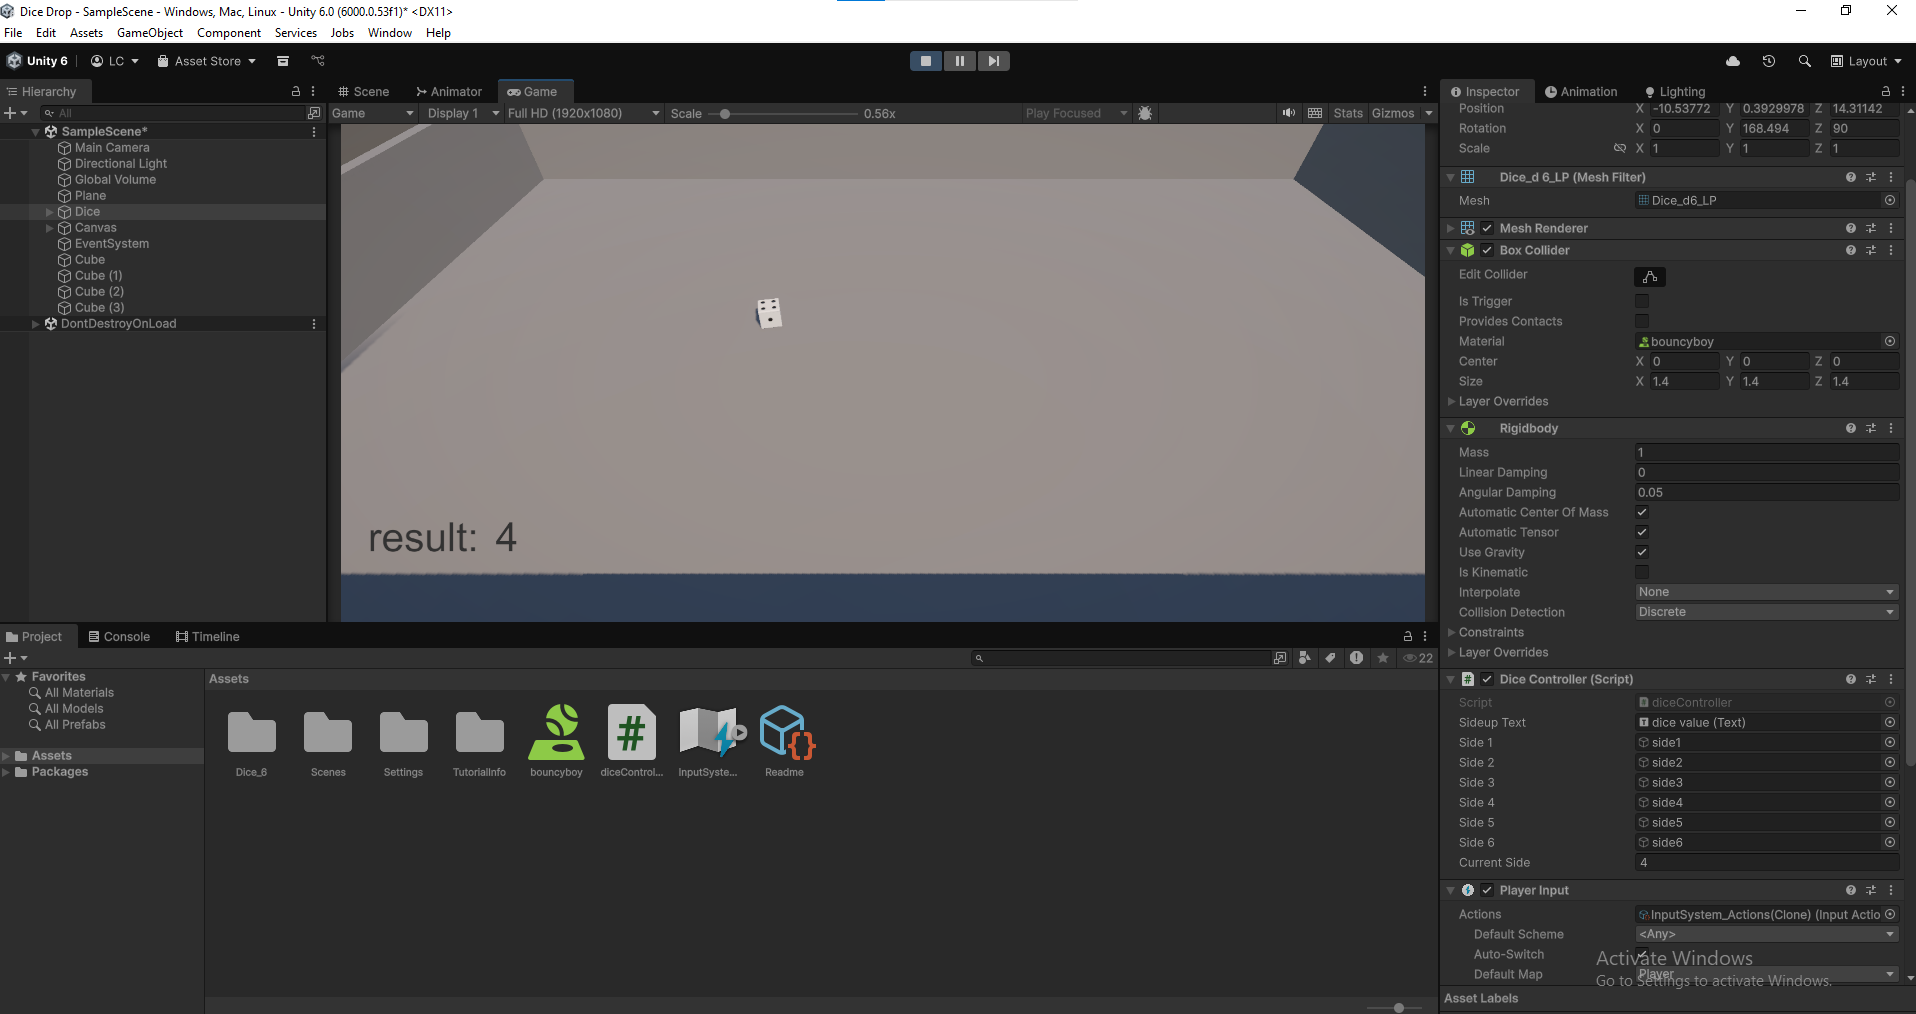 Dice Drop - SampleScene - Windows, Mac, Linux - Unity 6.0 (6000.0.53f1)* <DX11>
File Edit Assets GameObject Component Services Jobs Window Help
Unity 6 LC Asset Store Layout
Hierarchy Scene Animator Game Inspector Animation Lighting
All Game Display 1 Full HD (1920x1080) Scale 0.56x Play Focused Stats Gizmos
SampleScene*
Main Camera
Directional Light
Global Volume
Plane
Dice
Canvas
EventSystem
Cube
Cube (1)
Cube (2)
Cube (3)
DontDestroyOnLoad
result: 4
Position X -10.53772 Y 0.3929978 Z 14.31142
Rotation X 0 Y 168.494 Z 90
Scale X 1 Y 1 Z 1
Dice_d 6_LP (Mesh Filter)
Mesh Dice_d6_LP
Mesh Renderer
Box Collider
Edit Collider
Is Trigger
Provides Contacts
Material bouncyboy
Center X 0 Y 0 Z 0
Size X 1.4 Y 1.4 Z 1.4
Layer Overrides
Rigidbody
Mass 1
Linear Damping 0
Angular Damping 0.05
Automatic Center Of Mass
Automatic Tensor
Use Gravity
Is Kinematic
Interpolate None
Collision Detection Discrete
Constraints
Layer Overrides
Dice Controller (Script)
Script diceController
Sideup Text dice value (Text)
Side 1 side1
Side 2 side2
Side 3 side3
Side 4 side4
Side 5 side5
Side 6 side6
Current Side 4
Player Input
Actions InputSystem_Actions(Clone) (Input Actio
Default Scheme <Any>
Auto-Switch
Default Map Player
Asset Labels
Activate Windows
Go to Settings to activate Windows.
Project Console Timeline
22
Favorites
All Materials
All Models
All Prefabs
Assets
Packages
Assets
Dice_6 Scenes Settings TutorialInfo bouncyboy diceControl... InputSyste... Readme